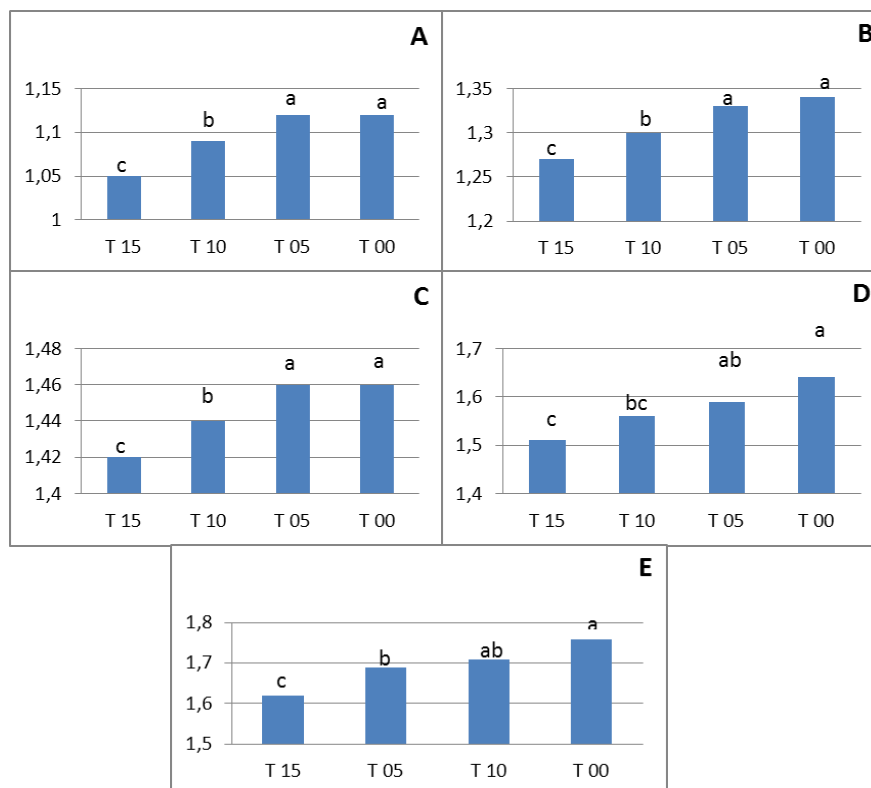 A
1,15
1,1
1,05
1
c
b
a
a
T 15 T 10 T 05 T 00
B
1,35
1,3
1,25
1,2
c
b
a
a
T 15 T 10 T 05 T 00
C
1,48
1,46
1,44
1,42
1,4
c
b
a
a
T 15 T 10 T 05 T 00
D
1,7
1,6
1,5
1,4
c
bc
ab
a
T 15 T 10 T 05 T 00
E
1,8
1,7
1,6
1,5
c
b
ab
a
T 15 T 05 T 10 T 00